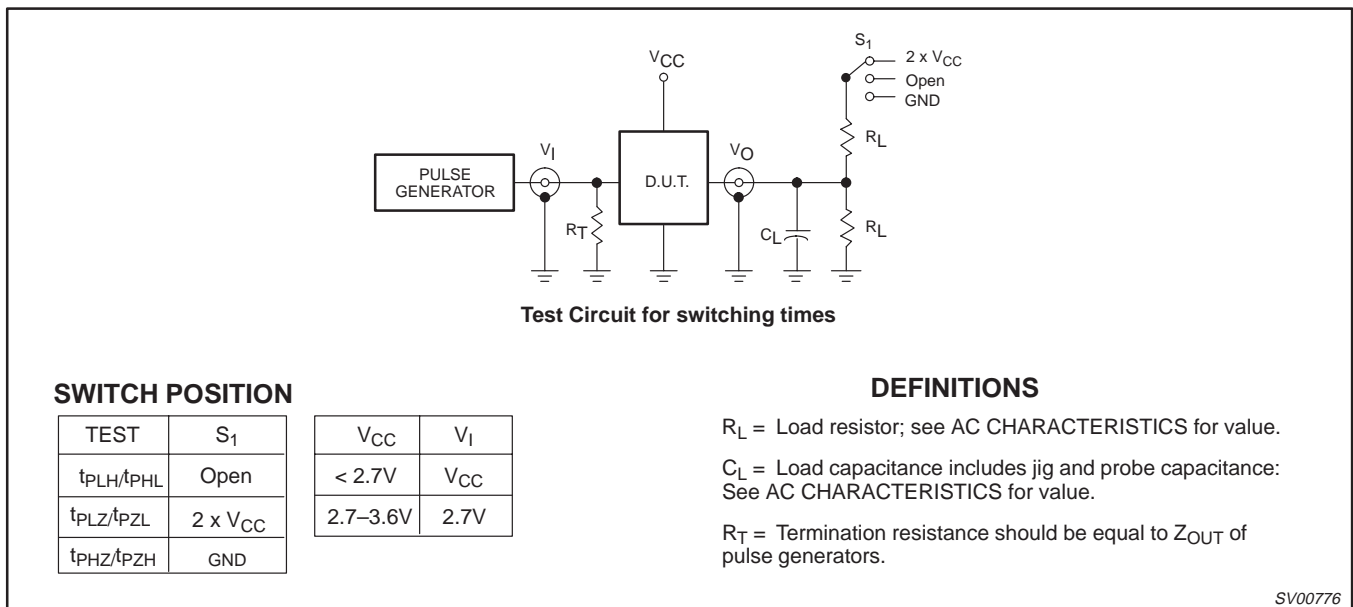 S1
2 x VCC
Open
GND
VCC
RL
VI
VO
PULSE
GENERATOR
D.U.T.
RT
CL
RL
Test Circuit for switching times
SWITCH POSITION
TEST S1
tPLH/tPHL Open
tPLZ/tPZL 2 x VCC
tPHZ/tPZH GND
VCC VI
< 2.7V VCC
2.7–3.6V 2.7V
DEFINITIONS
RL = Load resistor; see AC CHARACTERISTICS for value.
CL = Load capacitance includes jig and probe capacitance:
See AC CHARACTERISTICS for value.
RT = Termination resistance should be equal to ZOUT of
pulse generators.
SV00776